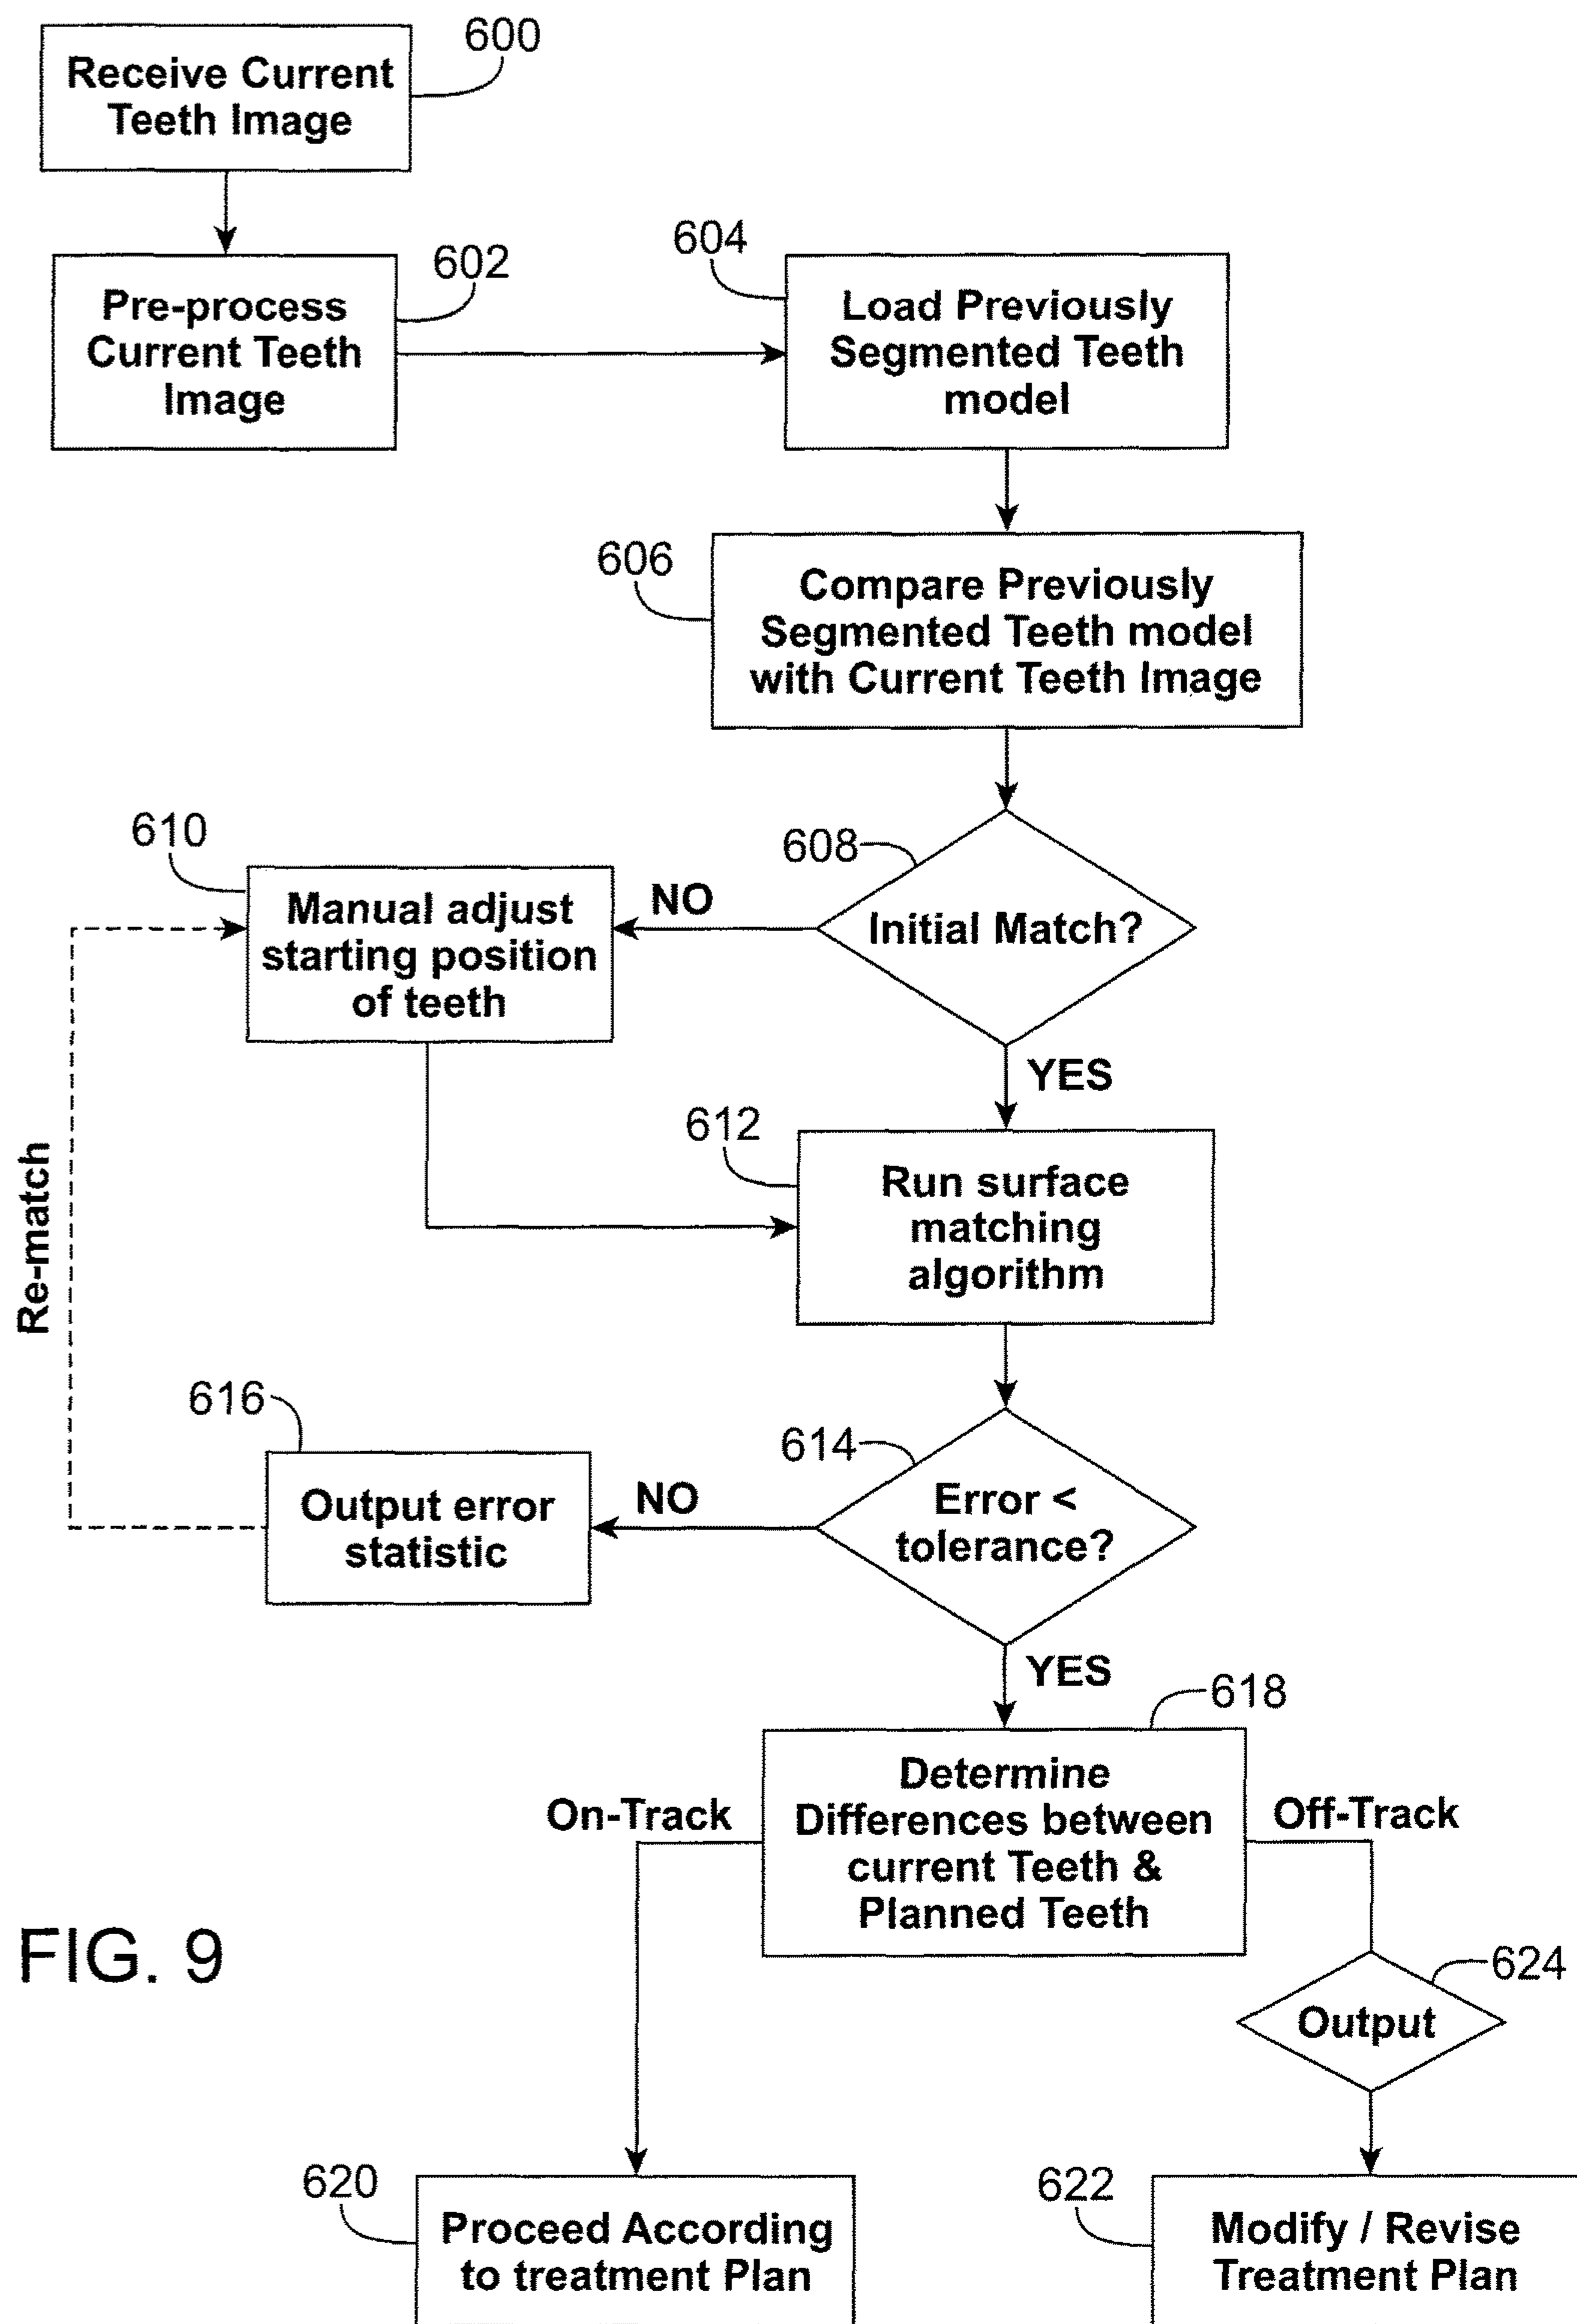 600
Receive Current
Teeth Image
602
Pre-process
Current Teeth
Image
604
Load Previously
Segmented Teeth
model
606
Compare Previously
Segmented Teeth model
with Current Teeth Image
608
Initial Match?
NO
610
Manual adjust
starting position
of teeth
YES
612
Run surface
matching
algorithm
Re-match
614
Error <
tolerance?
NO
616
Output error
statistic
YES
618
Determine
Differences between
current Teeth &
Planned Teeth
On-Track
Off-Track
624
Output
FIG. 9
620
Proceed According
to treatment Plan
622
Modify / Revise
Treatment Plan